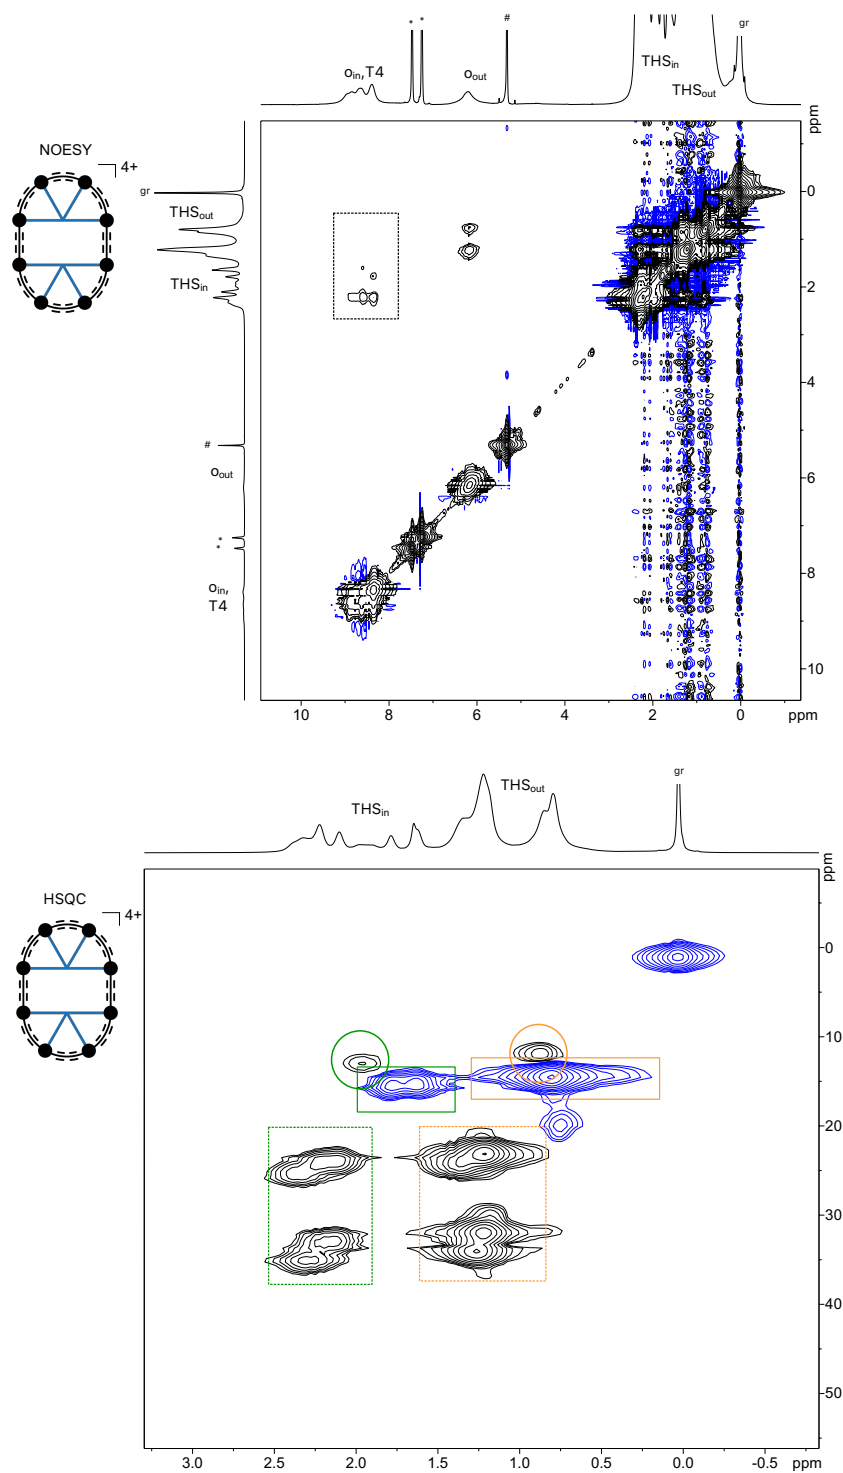 * * # gr
o_in,T4 o_out THS_in
THS_out
NOESY
4+
gr
THS_out
THS_in
#
o_out
*
*
o_in,
T4
ppm
0
2
4
6
8
10
10 8 6 4 2 0 ppm
gr
THS_in THS_out
HSQC
4+
ppm
0
10
20
30
40
50
3.0 2.5 2.0 1.5 1.0 0.5 0.0 -0.5 ppm